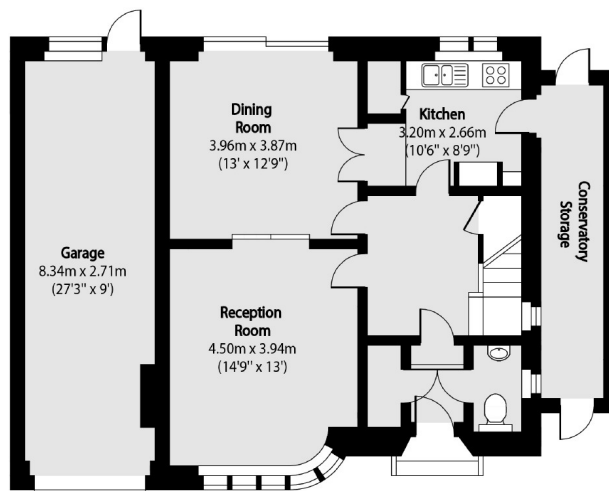 Dining
Room
3.96m x 3.87m
(13' x 12'9")
Kitchen
3.20m x 2.66m
(10'6" x 8'9")
Conservatory
Storage
Garage
8.34m x 2.71m
(27'3" x 9')
Reception
Room
4.50m x 3.94m
(14'9" x 13')